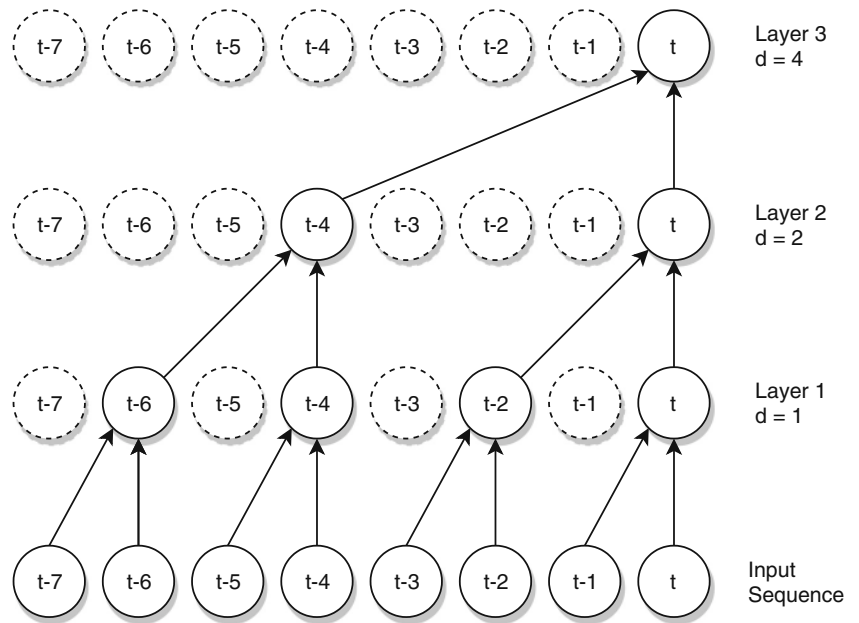 t-7 t-6 t-5 t-4 t-3 t-2 t-1 t Layer 3
d = 4
t-7 t-6 t-5 t-4 t-3 t-2 t-1 t Layer 2
d = 2
t-7 t-6 t-5 t-4 t-3 t-2 t-1 t Layer 1
d = 1
t-7 t-6 t-5 t-4 t-3 t-2 t-1 t Input
Sequence